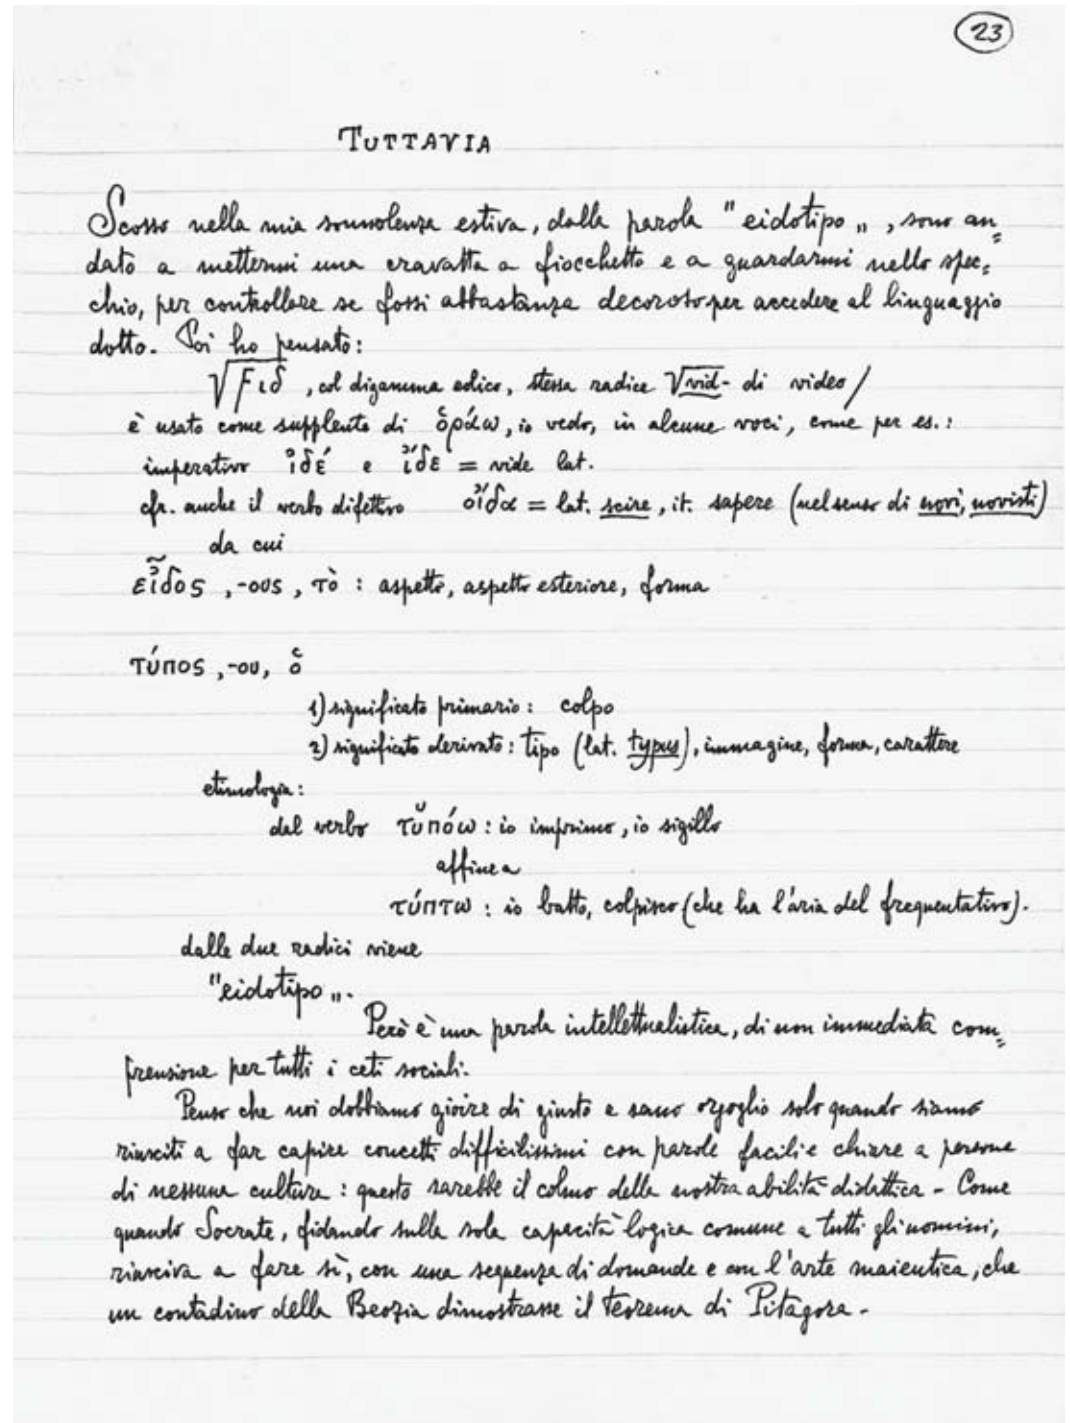 23
TUTTAVIA
Scosso nella mia sonnolenza estiva, dalla parola "eidotipo„, sono an=
dato a mettermi una cravatta a fiocchetto e a guardarmi nello spec=
chio, per controllare se fossi abbastanza decoroso per accedere al linguaggio
dotto. Poi ho pensato:
√Fιδ, col digamma eolico, stessa radice √vid- di video/
è usato come supplente di ὁράω, io vedo, in alcune voci, come per es.:
imperativo ἰδέ e ἴδε = vide lat.
cfr. anche il verbo difettivo οἶδα = lat. scire, it. sapere (nel senso di novi, novisti)
da cui
εἶδος, -ους, τὸ : aspetto, aspetto esteriore, forma
τύπος, -ου, ὁ
1) significato primario: colpo
2) significato derivato: tipo (lat. typus), immagine, forma, carattere
etimologia:
dal verbo τῠπόω: io imprimo, io sigillo
affine a
τύπτω: io batto, colpisco (che ha l'aria del frequentativo).
dalle due radici viene
"eidotipo„.
Però è una parola intellettualistica, di non immediata com=
prensione per tutti i ceti sociali.
Penso che noi dobbiamo gioire di giusto e sano orgoglio solo quando siamo
riusciti a far capire concetti difficilissimi con parole facili e chiare a persone
di nessuna cultura: questo sarebbe il colmo della nostra abilità didattica - Come
quando Socrate, fidando sulla sola capacità logica comune a tutti gli uomini,
riusciva a fare sì, con una sequenza di domande e con l'arte maieutica, che
un contadino della Beozia dimostrasse il teorema di Pitagora.-